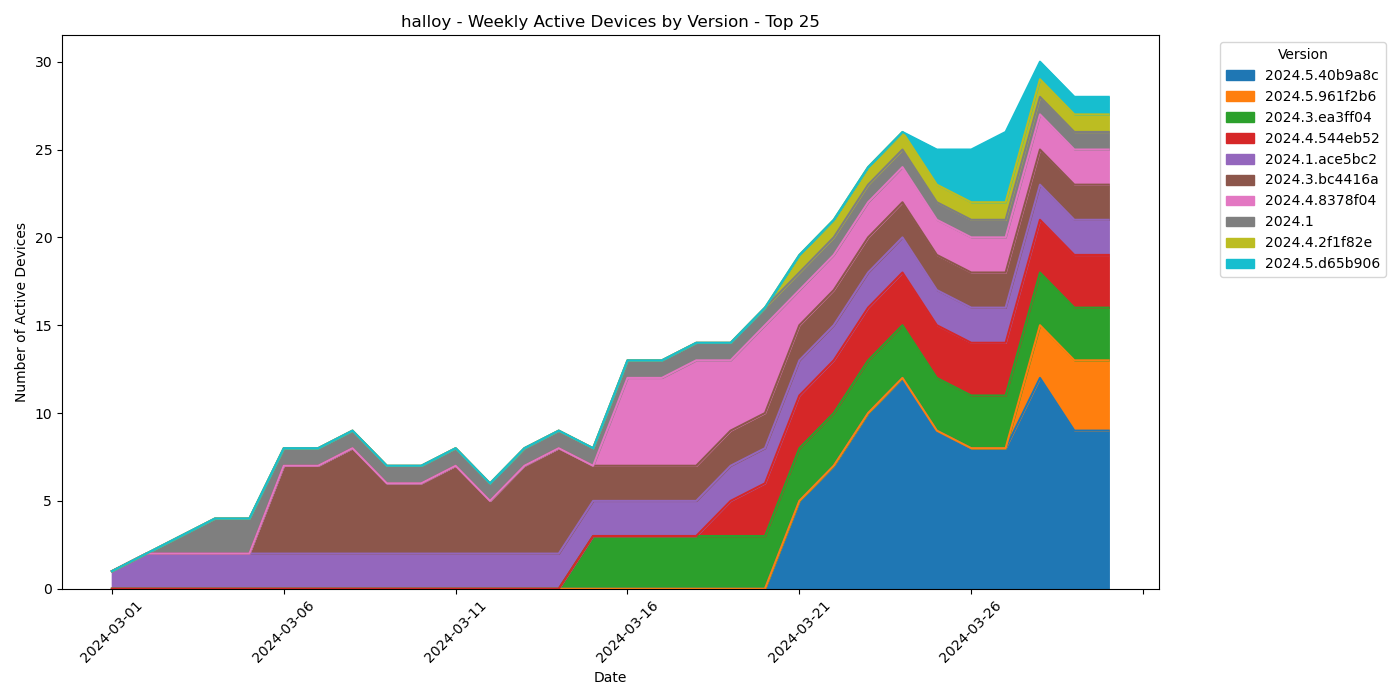 halloy - Weekly Active Devices by Version - Top 25
Number of Active Devices
30
25
20
15
10
5
0
2024-03-01
2024-03-06
2024-03-11
2024-03-16
2024-03-21
2024-03-26
Date
Version
2024.5.40b9a8c
2024.5.961f2b6
2024.3.ea3ff04
2024.4.544eb52
2024.1.ace5bc2
2024.3.bc4416a
2024.4.8378f04
2024.1
2024.4.2f1f82e
2024.5.d65b906